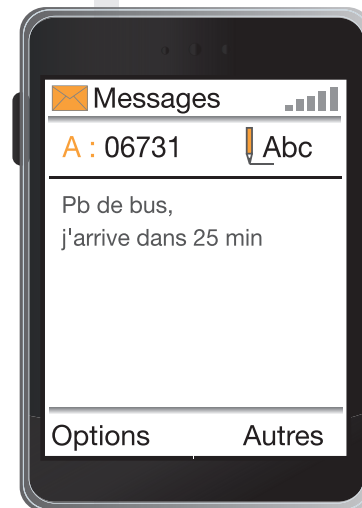 Messages
A : 06731 Abc
Pb de bus,
j'arrive dans 25 min
Options Autres